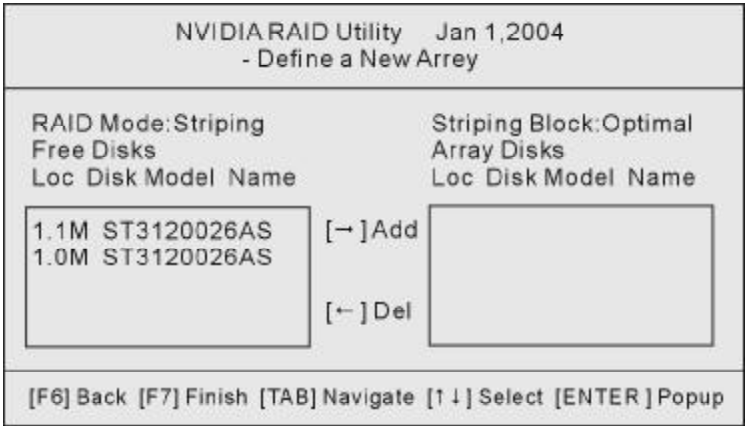 NVIDIA RAID Utility Jan 1,2004
- Define a New Arrey
RAID Mode:Striping Striping Block:Optimal
Free Disks Array Disks
Loc Disk Model Name Loc Disk Model Name
1.1M ST3120026AS [→]Add
1.0M ST3120026AS
[←]Del
[F6] Back [F7] Finish [TAB] Navigate [↑↓] Select [ENTER] Popup